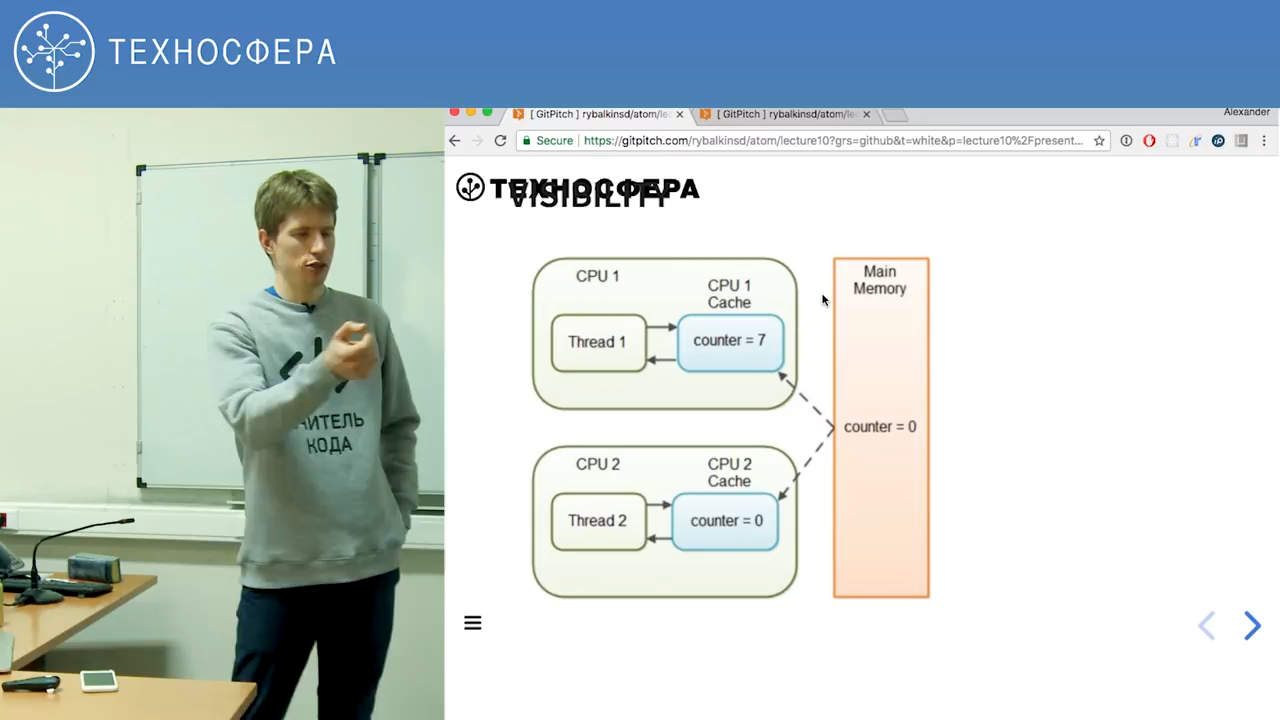 ТЕХНОСФЕРА
[ GitPitch ] rybalkinsd/atom/lec
[ GitPitch ] rybalkinsd/atom/lec
Alexander
Secure
https://gitpitch.com/rybalkinsd/atom/lecture10?grs=github&t=white&p=lecture10%2Fpresent...
ТЕХНОСФЕРА
VISIBILITY
CPU 1
CPU 1
Cache
Thread 1
counter = 7
Main
Memory
counter = 0
CPU 2
CPU 2
Cache
Thread 2
counter = 0
КОДА